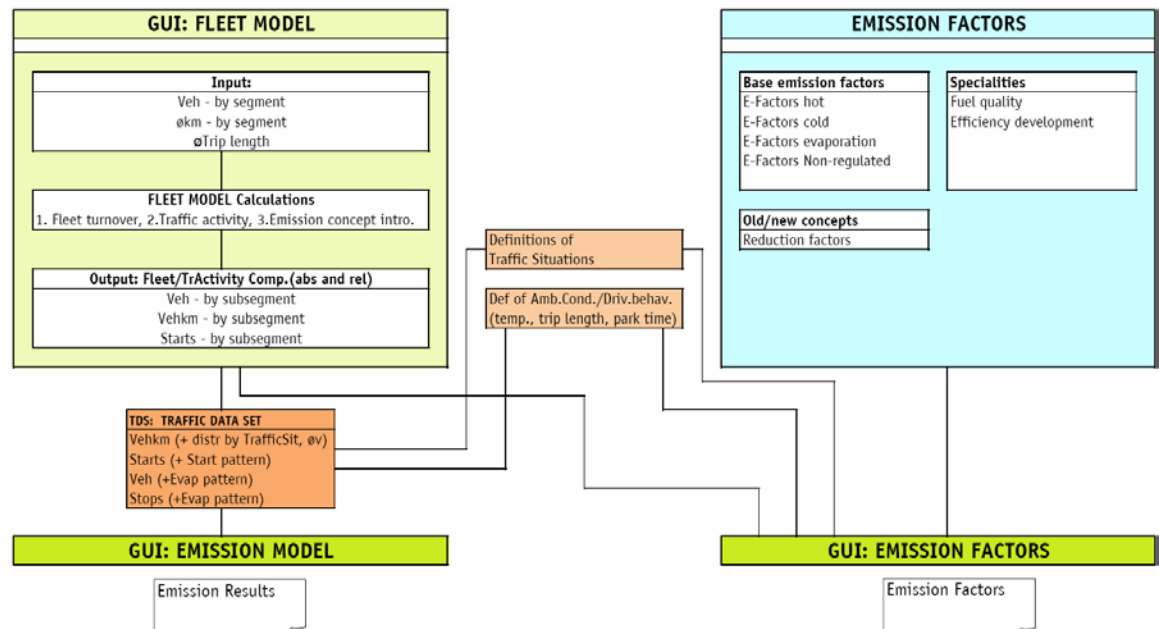 GUI: FLEET MODEL
Input:
Veh - by segment
økm - by segment
øTrip length
FLEET MODEL Calculations
1. Fleet turnover, 2.Traffic activity, 3.Emission concept intro.
Output: Fleet/TrActivity Comp.(abs and rel)
Veh - by subsegment
Vehkm - by subsegment
Starts - by subsegment
EMISSION FACTORS
Base emission factors
E-Factors hot
E-Factors cold
E-Factors evaporation
E-Factors Non-regulated
Specialities
Fuel quality
Efficiency development
Old/new concepts
Reduction factors
Definitions of
Traffic Situations
Def of Amb.Cond./Driv.behav.
(temp., trip length, park time)
TDS: TRAFFIC DATA SET
Vehkm (+ distr by TrafficSit, øv)
Starts (+ Start pattern)
Veh (+Evap pattern)
Stops (+Evap pattern)
GUI: EMISSION MODEL
Emission Results
GUI: EMISSION FACTORS
Emission Factors